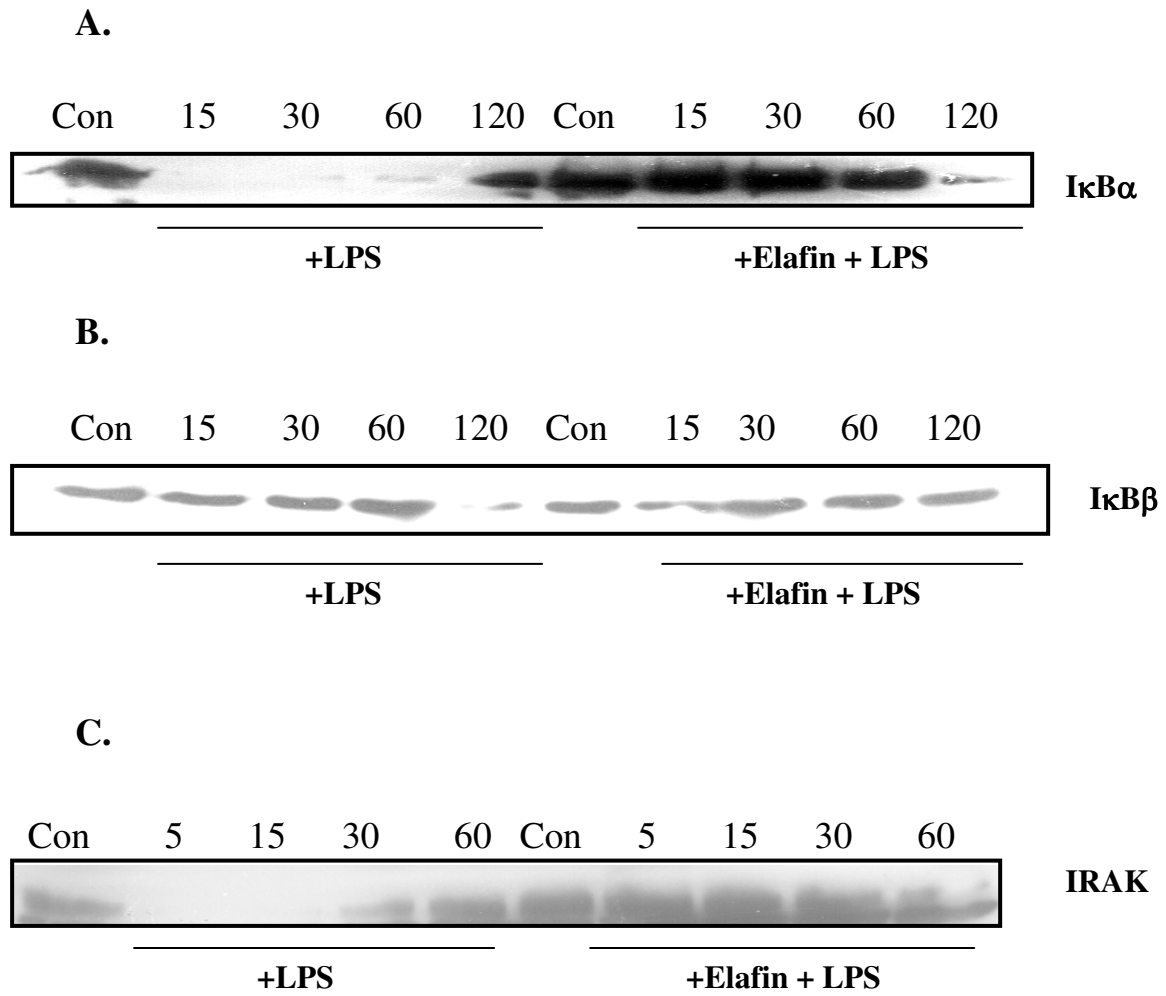 A.
Con 15 30 60 120 Con 15 30 60 120
IκBα
+LPS +Elafin + LPS
B.
Con 15 30 60 120 Con 15 30 60 120
IκBβ
+LPS +Elafin + LPS
C.
Con 5 15 30 60 Con 5 15 30 60
IRAK
+LPS +Elafin + LPS